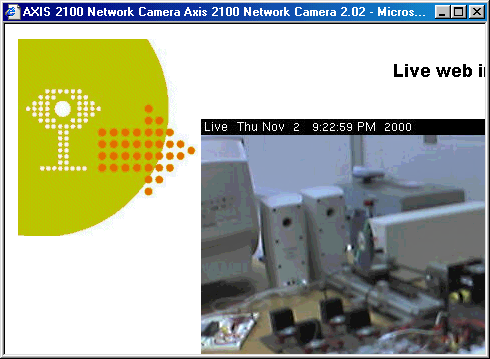 AXIS 2100 Network Camera Axis 2100 Network Camera 2.02 - Micros...
Live web i
Live Thu Nov 2 9:22:59 PM 2000